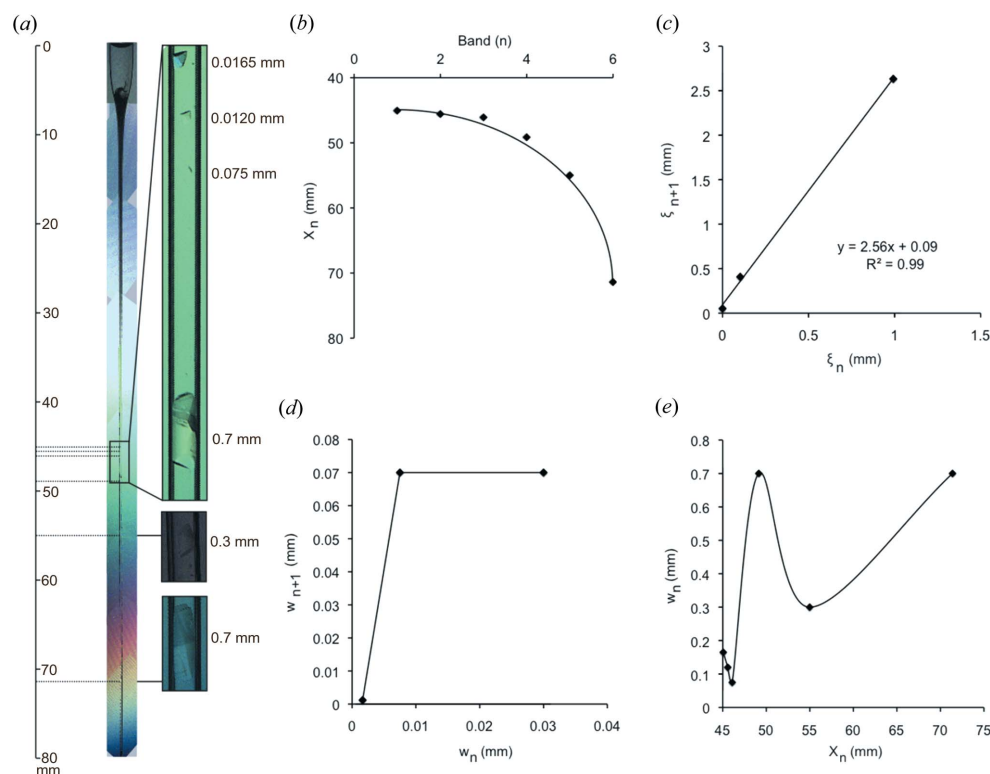 (a)
0
10
20
30
40
50
60
70
80
mm
0.0165 mm
0.0120 mm
0.075 mm
0.7 mm
0.3 mm
0.7 mm
(b)
Band (n)
0 2 4 6
40
50
60
70
80
X n (mm)
(c)
3
2.5
2
1.5
1
0.5
0
ξ n+1 (mm)
y = 2.56x + 0.09
R² = 0.99
0 0.5 1 1.5
ξ n (mm)
(d)
0.08
0.07
0.06
0.05
0.04
0.03
0.02
0.01
0
w n+1 (mm)
0 0.01 0.02 0.03 0.04
w n (mm)
(e)
0.8
0.7
0.6
0.5
0.4
0.3
0.2
0.1
0
w n (mm)
45 50 55 60 65 70 75
X n (mm)